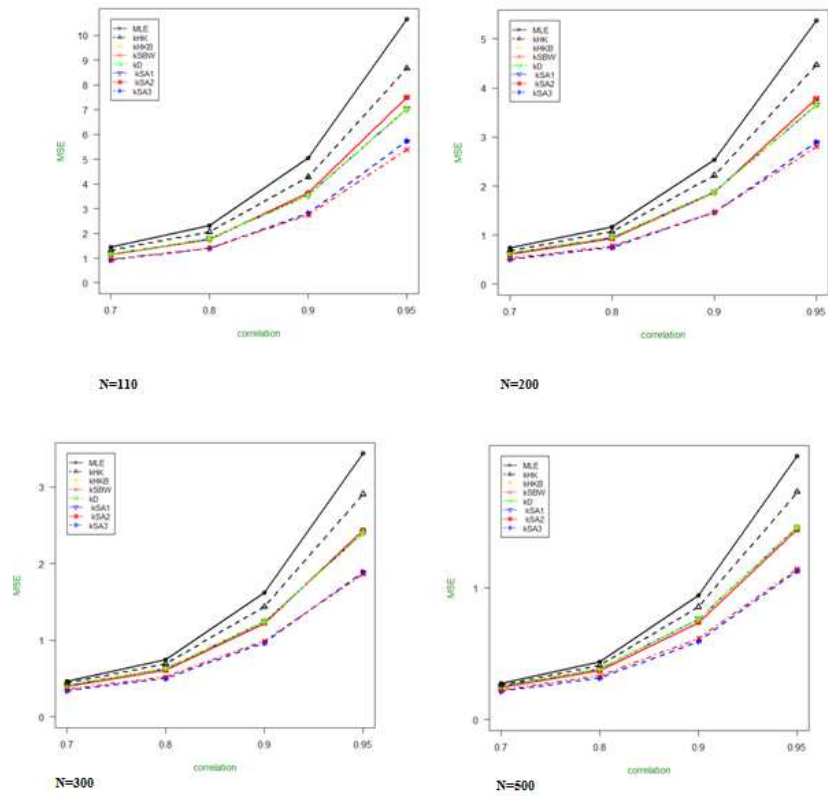 MLE
kHK
kHKB
kSBW
kD
kSA1
kSA2
kSA3
10
9
8
7
6
5
4
3
2
1
0
MSE
0.7 0.8 0.9 0.95
correlation
N=110
MLE
kHK
kHKB
kSBW
kD
kSA1
kSA2
kSA3
5
4
3
2
1
0
MSE
0.7 0.8 0.9 0.95
correlation
N=200
MLE
kHK
kHKB
kSBW
kD
kSA1
kSA2
kSA3
3
2
1
0
MSE
0.7 0.8 0.9 0.95
correlation
N=300
MLE
kHK
kHKB
kSBW
kD
kSA1
kSA2
kSA3
1
0
MSE
0.7 0.8 0.9 0.95
correlation
N=500